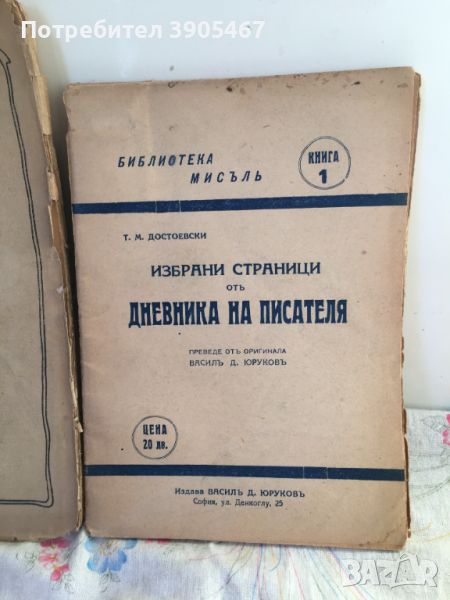 Потребител 3905467
БИБЛИОТЕКА
МИСЪЛЬ
КНИГА
1
Т. М. ДОСТОЕВСКИ
ИЗБРАНИ СТРАНИЦИ
отъ
ДНЕВНИКА НА ПИСАТЕЛЯ
ПРЕВЕДЕ ОТЪ ОРИГИНАЛА
ВАСИЛЪ Д. ЮРУКОВЪ
ЦЕНА
20 лв.
Издава ВАСИЛЪ Д. ЮРУКОВЪ
София, ул. Денкоглу, 25
BAZAR